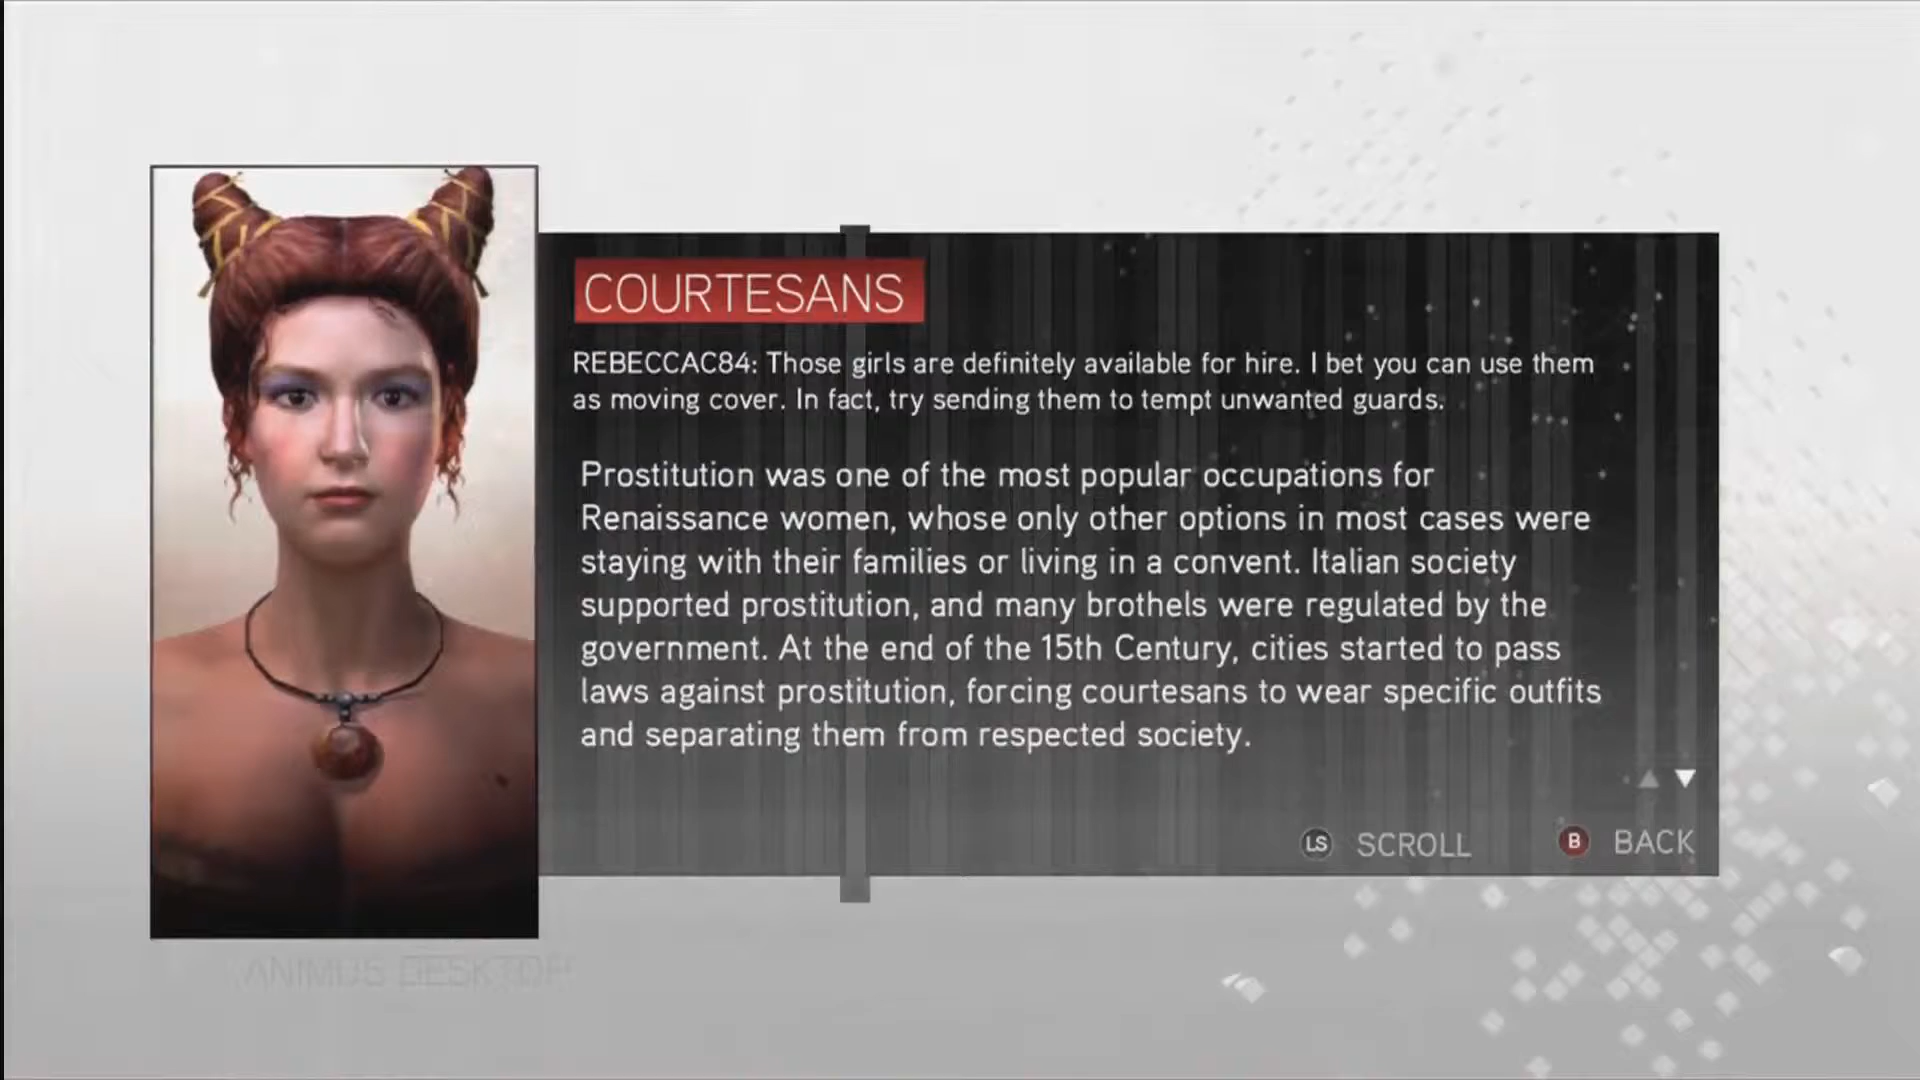 COURTESANS
REBECCAC84: Those girls are definitely available for hire. I bet you can use them
as moving cover. In fact, try sending them to tempt unwanted guards.
Prostitution was one of the most popular occupations for
Renaissance women, whose only other options in most cases were
staying with their families or living in a convent. Italian society
supported prostitution, and many brothels were regulated by the
government. At the end of the 15th Century, cities started to pass
laws against prostitution, forcing courtesans to wear specific outfits
and separating them from respected society.
LS SCROLL B BACK
ANIMUS DESKTOP